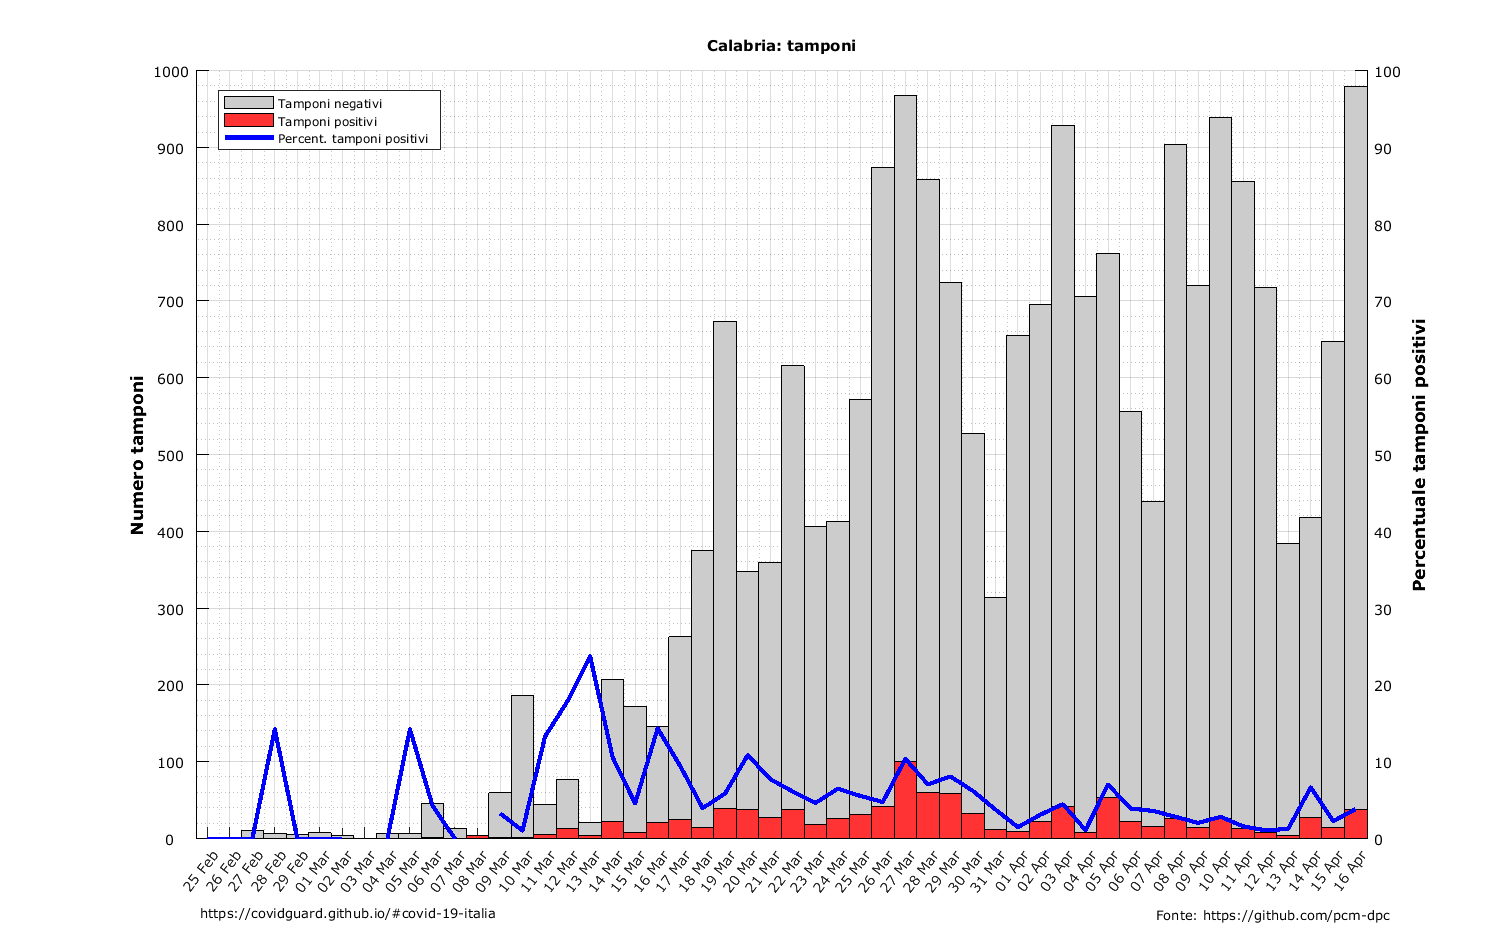 Calabria: tamponi
Tamponi negativi
Tamponi positivi
Percent. tamponi positivi
Numero tamponi
1000
900
800
700
600
500
400
300
200
100
0
100
90
80
70
60
50
40
30
20
10
0
Percentuale tamponi positivi
25 Feb
26 Feb
27 Feb
28 Feb
29 Feb
01 Mar
02 Mar
03 Mar
04 Mar
05 Mar
06 Mar
07 Mar
08 Mar
09 Mar
10 Mar
11 Mar
12 Mar
13 Mar
14 Mar
15 Mar
16 Mar
17 Mar
18 Mar
19 Mar
20 Mar
21 Mar
22 Mar
23 Mar
24 Mar
25 Mar
26 Mar
27 Mar
28 Mar
29 Mar
30 Mar
31 Mar
01 Apr
02 Apr
03 Apr
04 Apr
05 Apr
06 Apr
07 Apr
08 Apr
09 Apr
10 Apr
11 Apr
12 Apr
13 Apr
14 Apr
15 Apr
16 Apr
https://covidguard.github.io/#covid-19-italia
Fonte: https://github.com/pcm-dpc